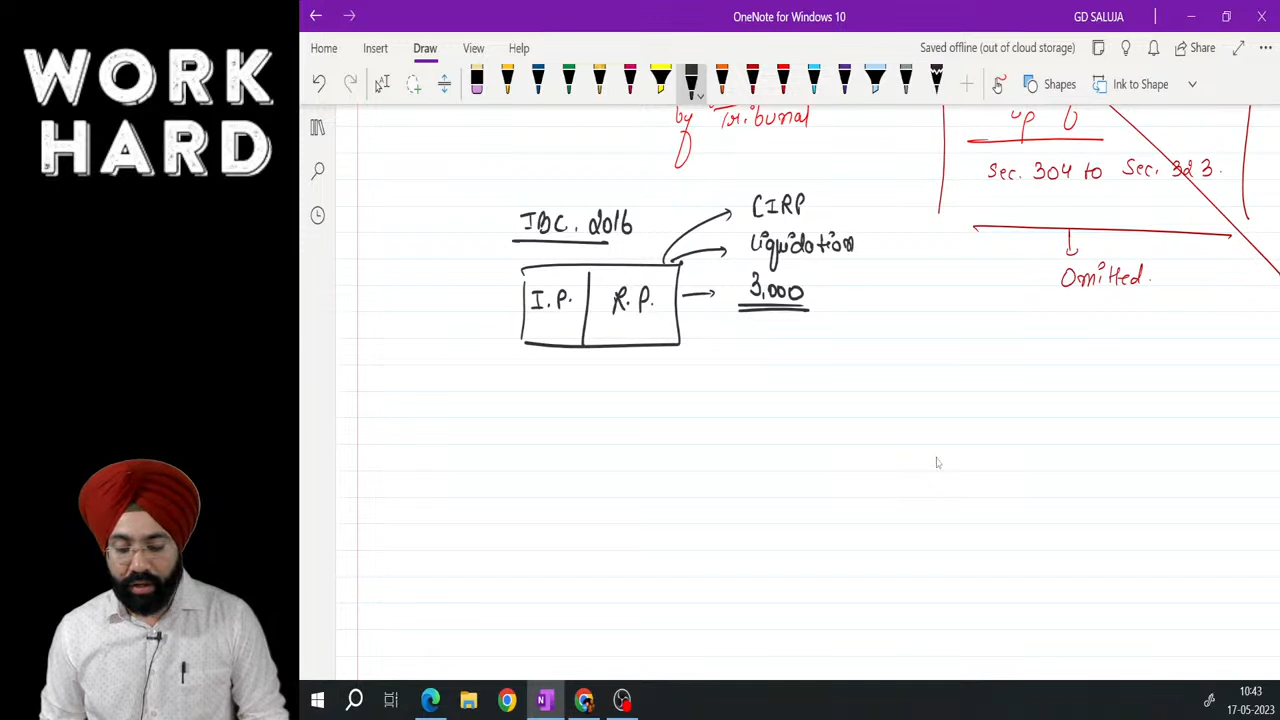 WORK
HARD
OneNote for Windows 10
GD SALUJA
Home Insert Draw View Help
Saved offline (out of cloud storage)
Share
Shapes
Ink to Shape
by Tribunal
up
Sec. 304 to Sec. 323.
Omitted.
IBC. 2016
CIRP
Liquidation
3,000
I.P. R.P.
10:43
17-05-2023